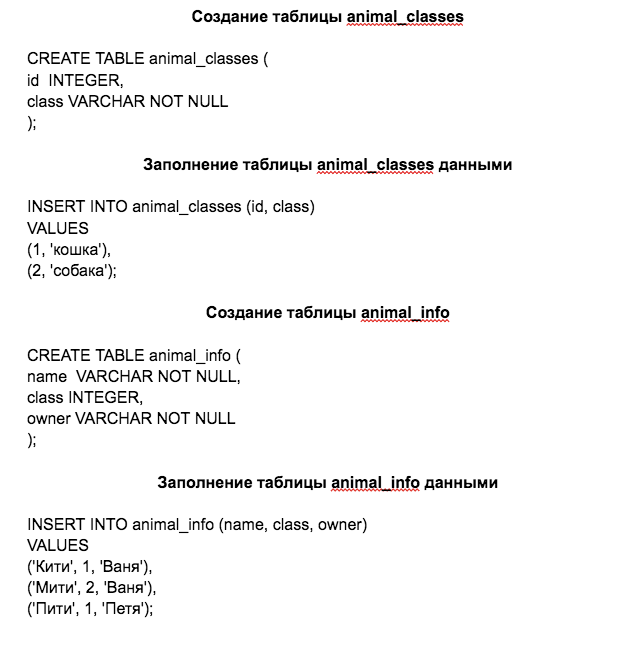 Создание таблицы animal_classes
CREATE TABLE animal_classes (
id  INTEGER,
class VARCHAR NOT NULL
);
Заполнение таблицы animal_classes данными
INSERT INTO animal_classes (id, class)
VALUES
(1, 'кошка'),
(2, 'собака');
Создание таблицы animal_info
CREATE TABLE animal_info (
name  VARCHAR NOT NULL,
class INTEGER,
owner VARCHAR NOT NULL
);
Заполнение таблицы animal_info данными
INSERT INTO animal_info (name, class, owner)
VALUES
('Кити', 1, 'Ваня'),
('Мити', 2, 'Ваня'),
('Пити', 1, 'Петя');